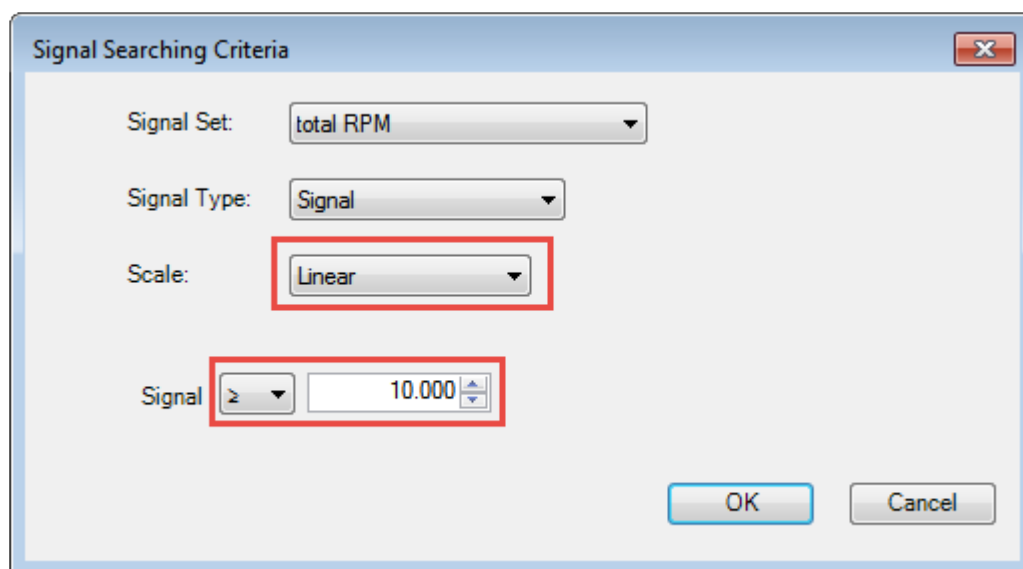 Signal Searching Criteria
Signal Set: total RPM
Signal Type: Signal
Scale: Linear
Signal ≥ 10.000
OK Cancel